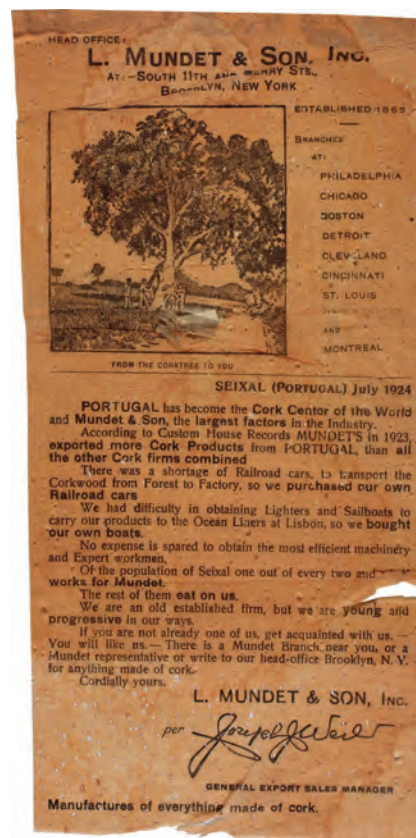 HEAD OFFICE:
L. MUNDET & SON, INC.
AT:-SOUTH 11TH AND BERRY STS.,
BROOKLYN, NEW YORK
ESTABLISHED 1865
BRANCHES
AT:
PHILADELPHIA
CHICAGO
BOSTON
DETROIT
CLEVELAND
CINCINNATI
ST. LOUIS
AND
MONTREAL
FROM THE CORKTREE TO YOU
SEIXAL (PORTUGAL) July 1924
PORTUGAL has become the Cork Center of the World
and Mundet & Son, the largest factors in the Industry.
According to Custom House Records MUNDET'S in 1923,
exported more Cork Products from PORTUGAL, than all
the other Cork firms combined
There was a shortage of Railroad cars, to transport the
Corkwood from Forest to Factory, so we purchased our own
Railroad cars
We had difficulty in obtaining Lighters and Sailboats to
carry our products to the Ocean Liners at Lisbon, so we bought
our own boats.
No expense is spared to obtain the most efficient machinery
and Expert workmen.
Of the population of Seixal one out of every two and
works for Mundet.
The rest of them eat on us.
We are an old established firm, but we are young and
progressive in our ways.
If you are not already one of us, get acquainted with us. —
You will like us. — There is a Mundet Branch near you, or a
Mundet representative or write to our head-office Brooklyn, N. Y.
for anything made of cork.
Cordially yours.
L. MUNDET & SON, INC.
per Joseph J Weiler
GENERAL EXPORT SALES MANAGER
Manufactures of everything made of cork.